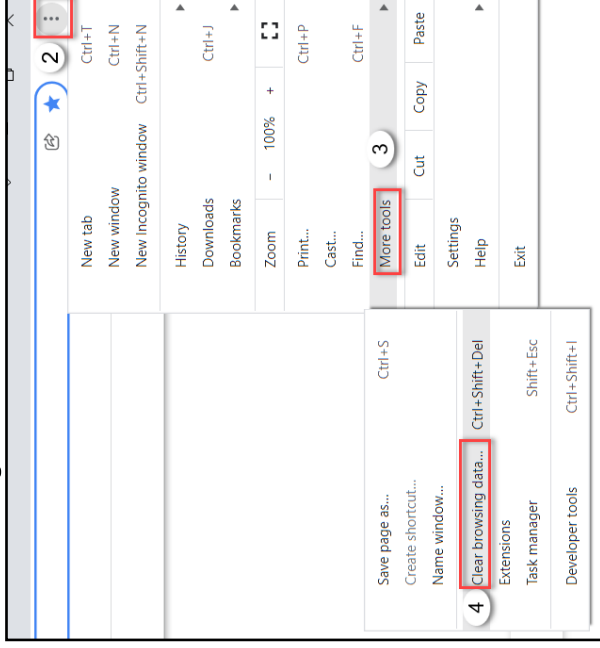 2
New tab Ctrl+T
New window Ctrl+N
New Incognito window Ctrl+Shift+N
History
Downloads Ctrl+J
Bookmarks
Zoom - 100% +
Print... Ctrl+P
Cast...
Find... Ctrl+F
More tools 3
Edit Cut Copy Paste
Settings
Help
Exit
Save page as... Ctrl+S
Create shortcut...
Name window...
4 Clear browsing data... Ctrl+Shift+Del
Extensions
Task manager Shift+Esc
Developer tools Ctrl+Shift+I